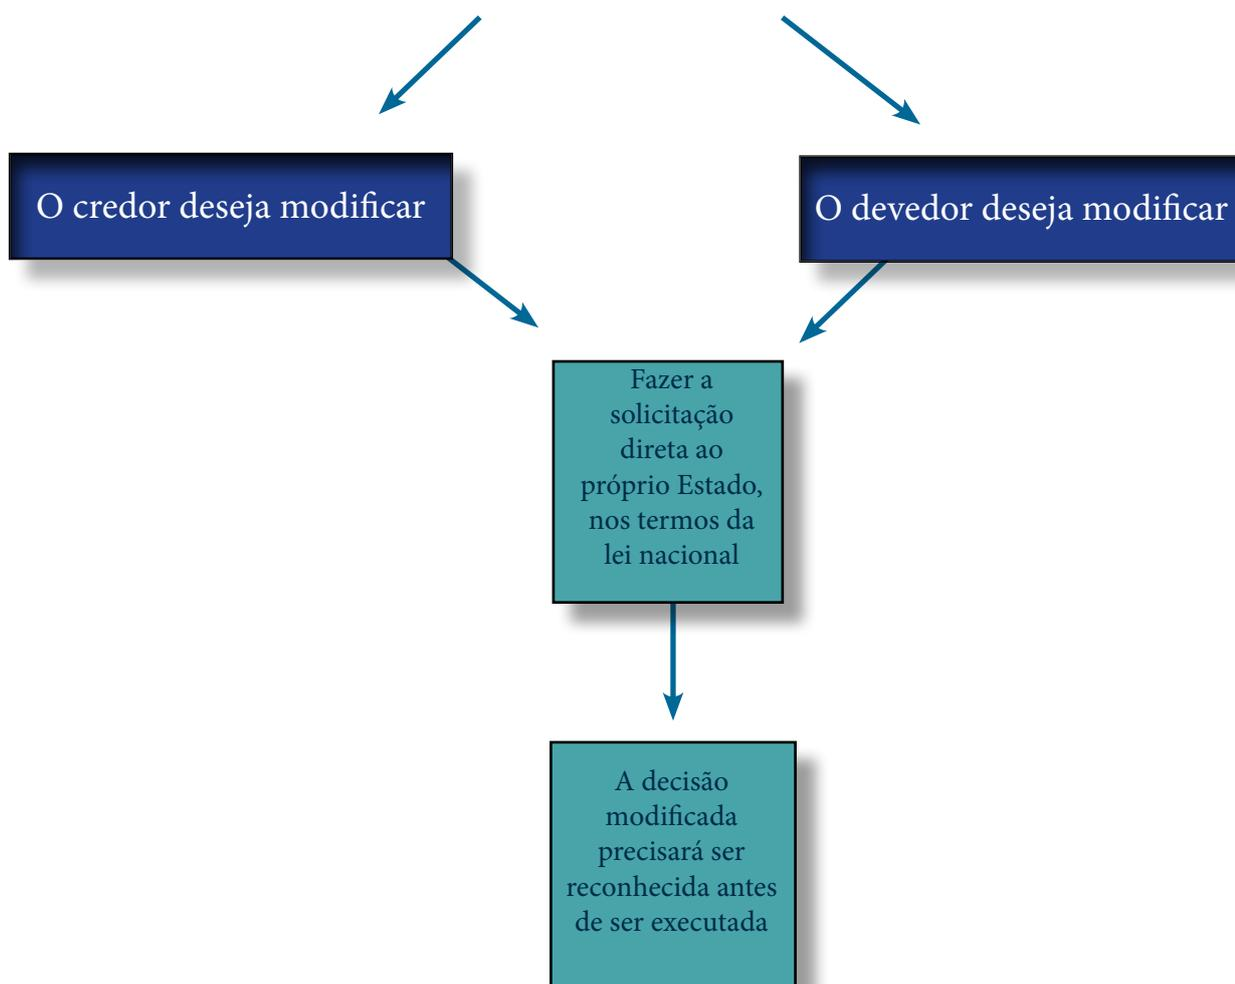 O credor deseja modificar
O devedor deseja modificar
Fazer a
solicitação
direta ao
próprio Estado,
nos termos da
lei nacional
A decisão
modificada
precisará ser
reconhecida antes
de ser executada